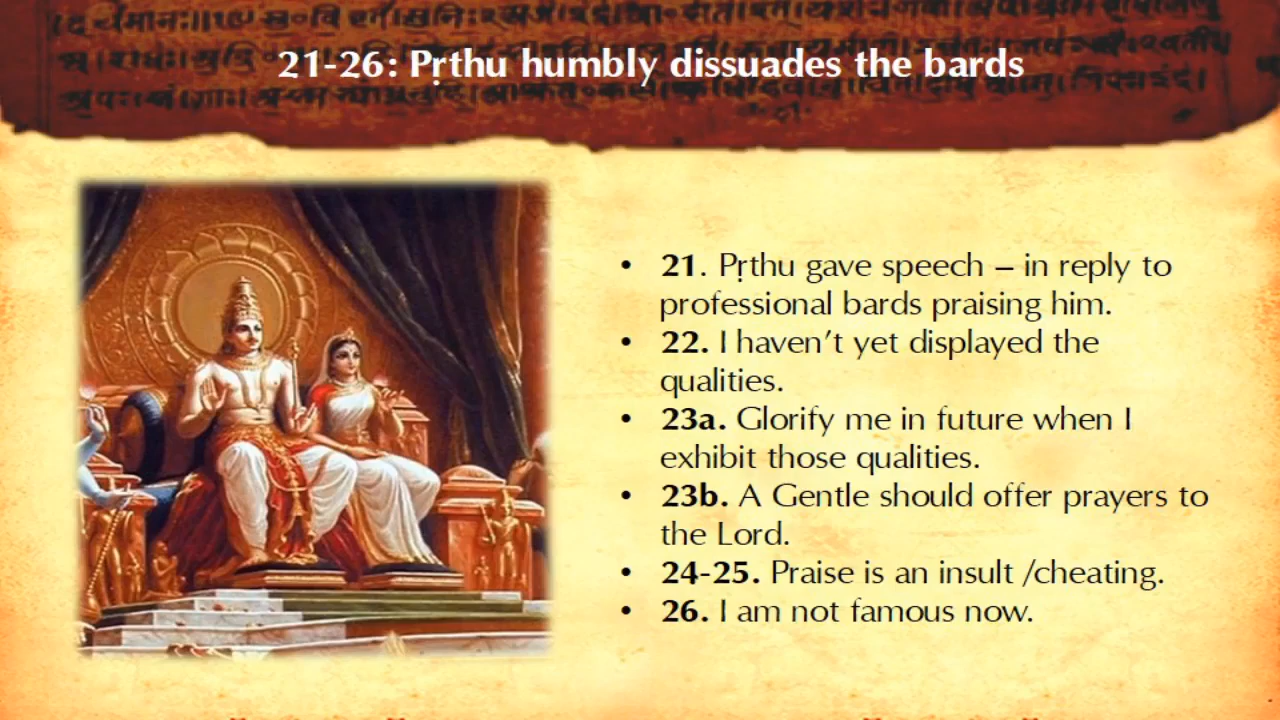 21-26: Pṛthu humbly dissuades the bards
• 21. Pṛthu gave speech – in reply to
professional bards praising him.
• 22. I haven’t yet displayed the
qualities.
• 23a. Glorify me in future when I
exhibit those qualities.
• 23b. A Gentle should offer prayers to
the Lord.
• 24-25. Praise is an insult /cheating.
• 26. I am not famous now.